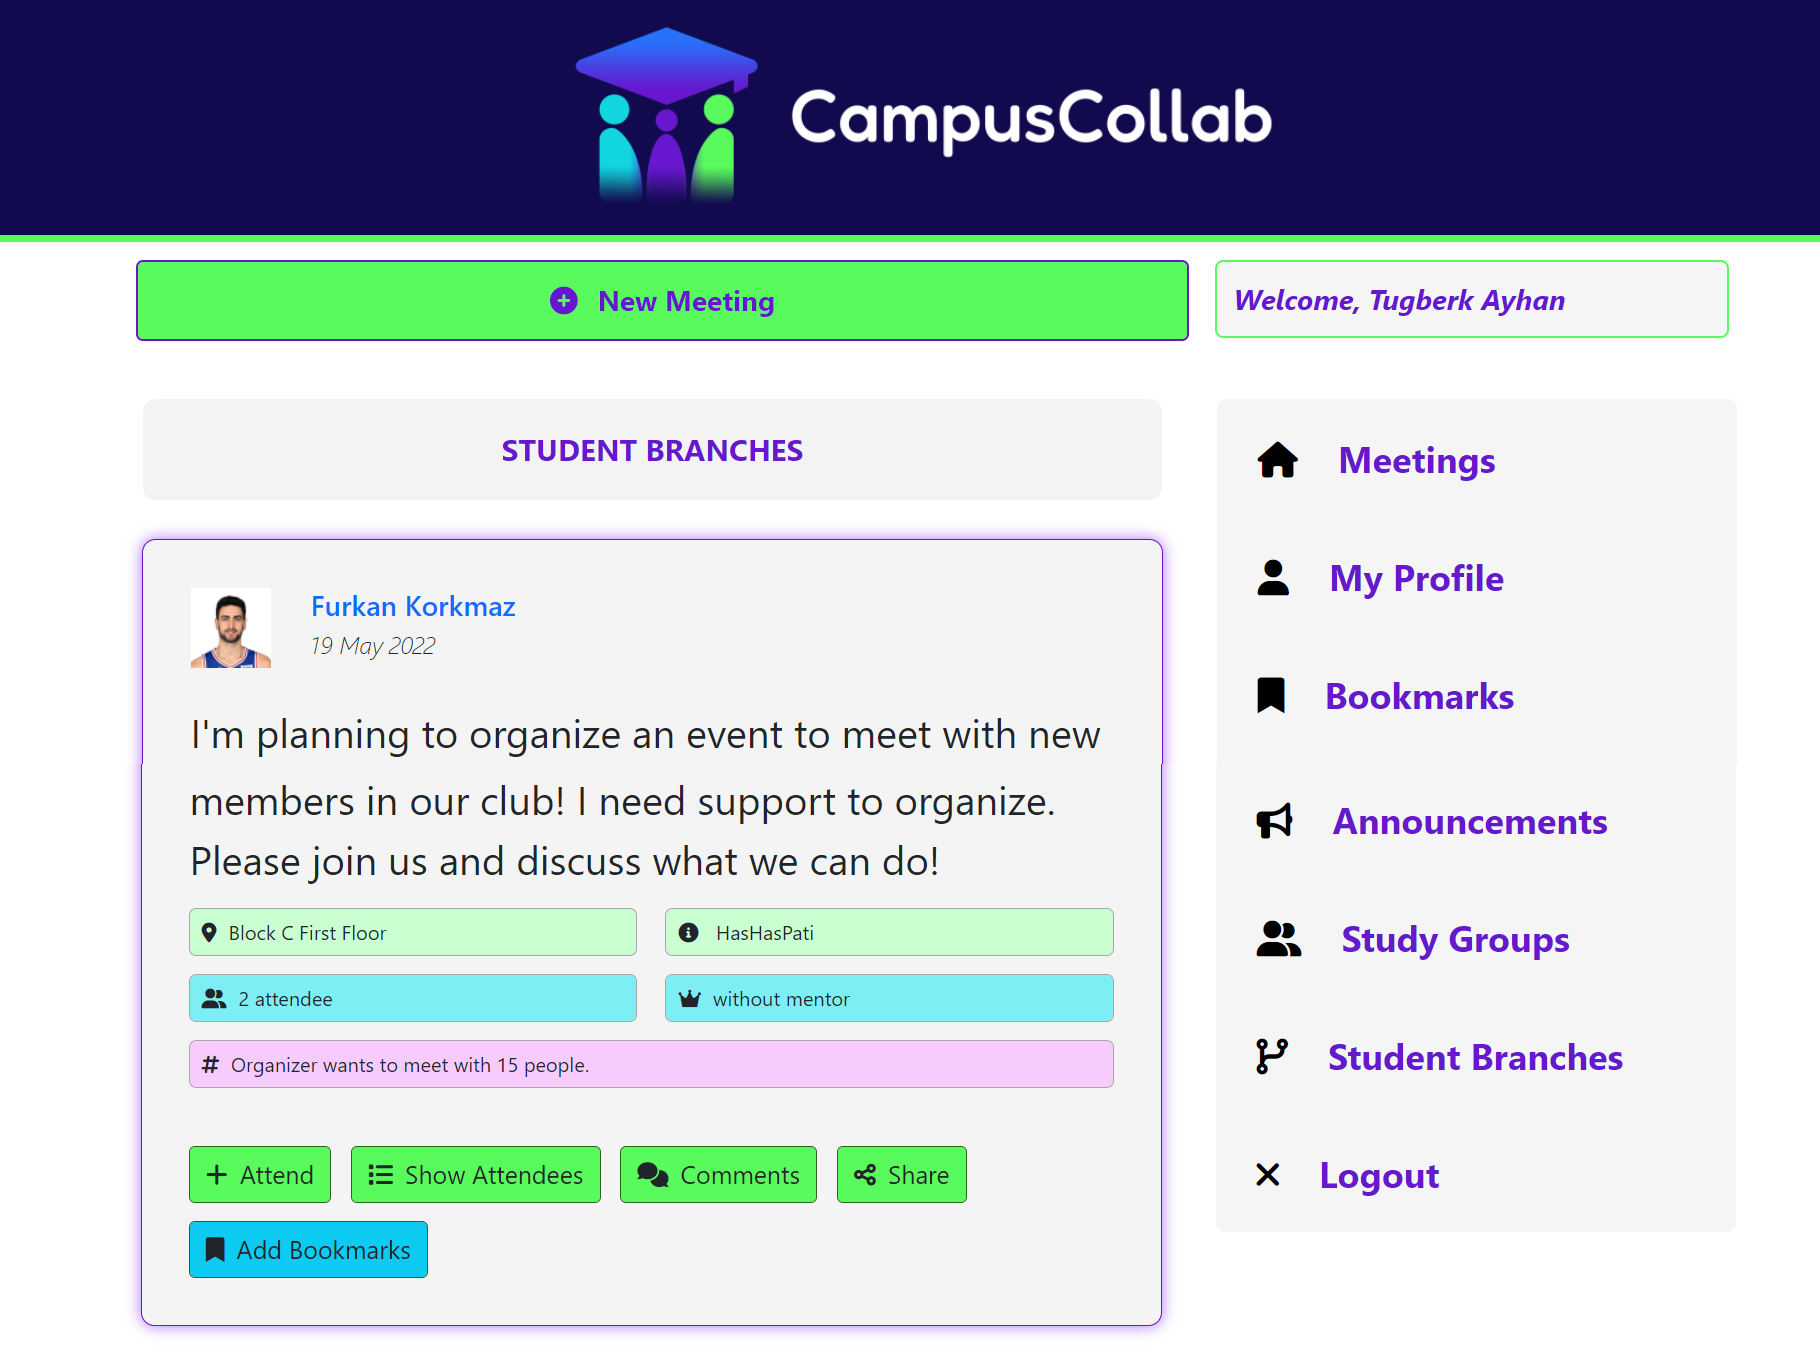 CampusCollab
New Meeting
Welcome, Tugberk Ayhan
STUDENT BRANCHES
Furkan Korkmaz
19 May 2022
I'm planning to organize an event to meet with new
members in our club! I need support to organize.
Please join us and discuss what we can do!
Block C First Floor
HasHasPati
2 attendee
without mentor
# Organizer wants to meet with 15 people.
Attend
Show Attendees
Comments
Share
Add Bookmarks
Meetings
My Profile
Bookmarks
Announcements
Study Groups
Student Branches
Logout